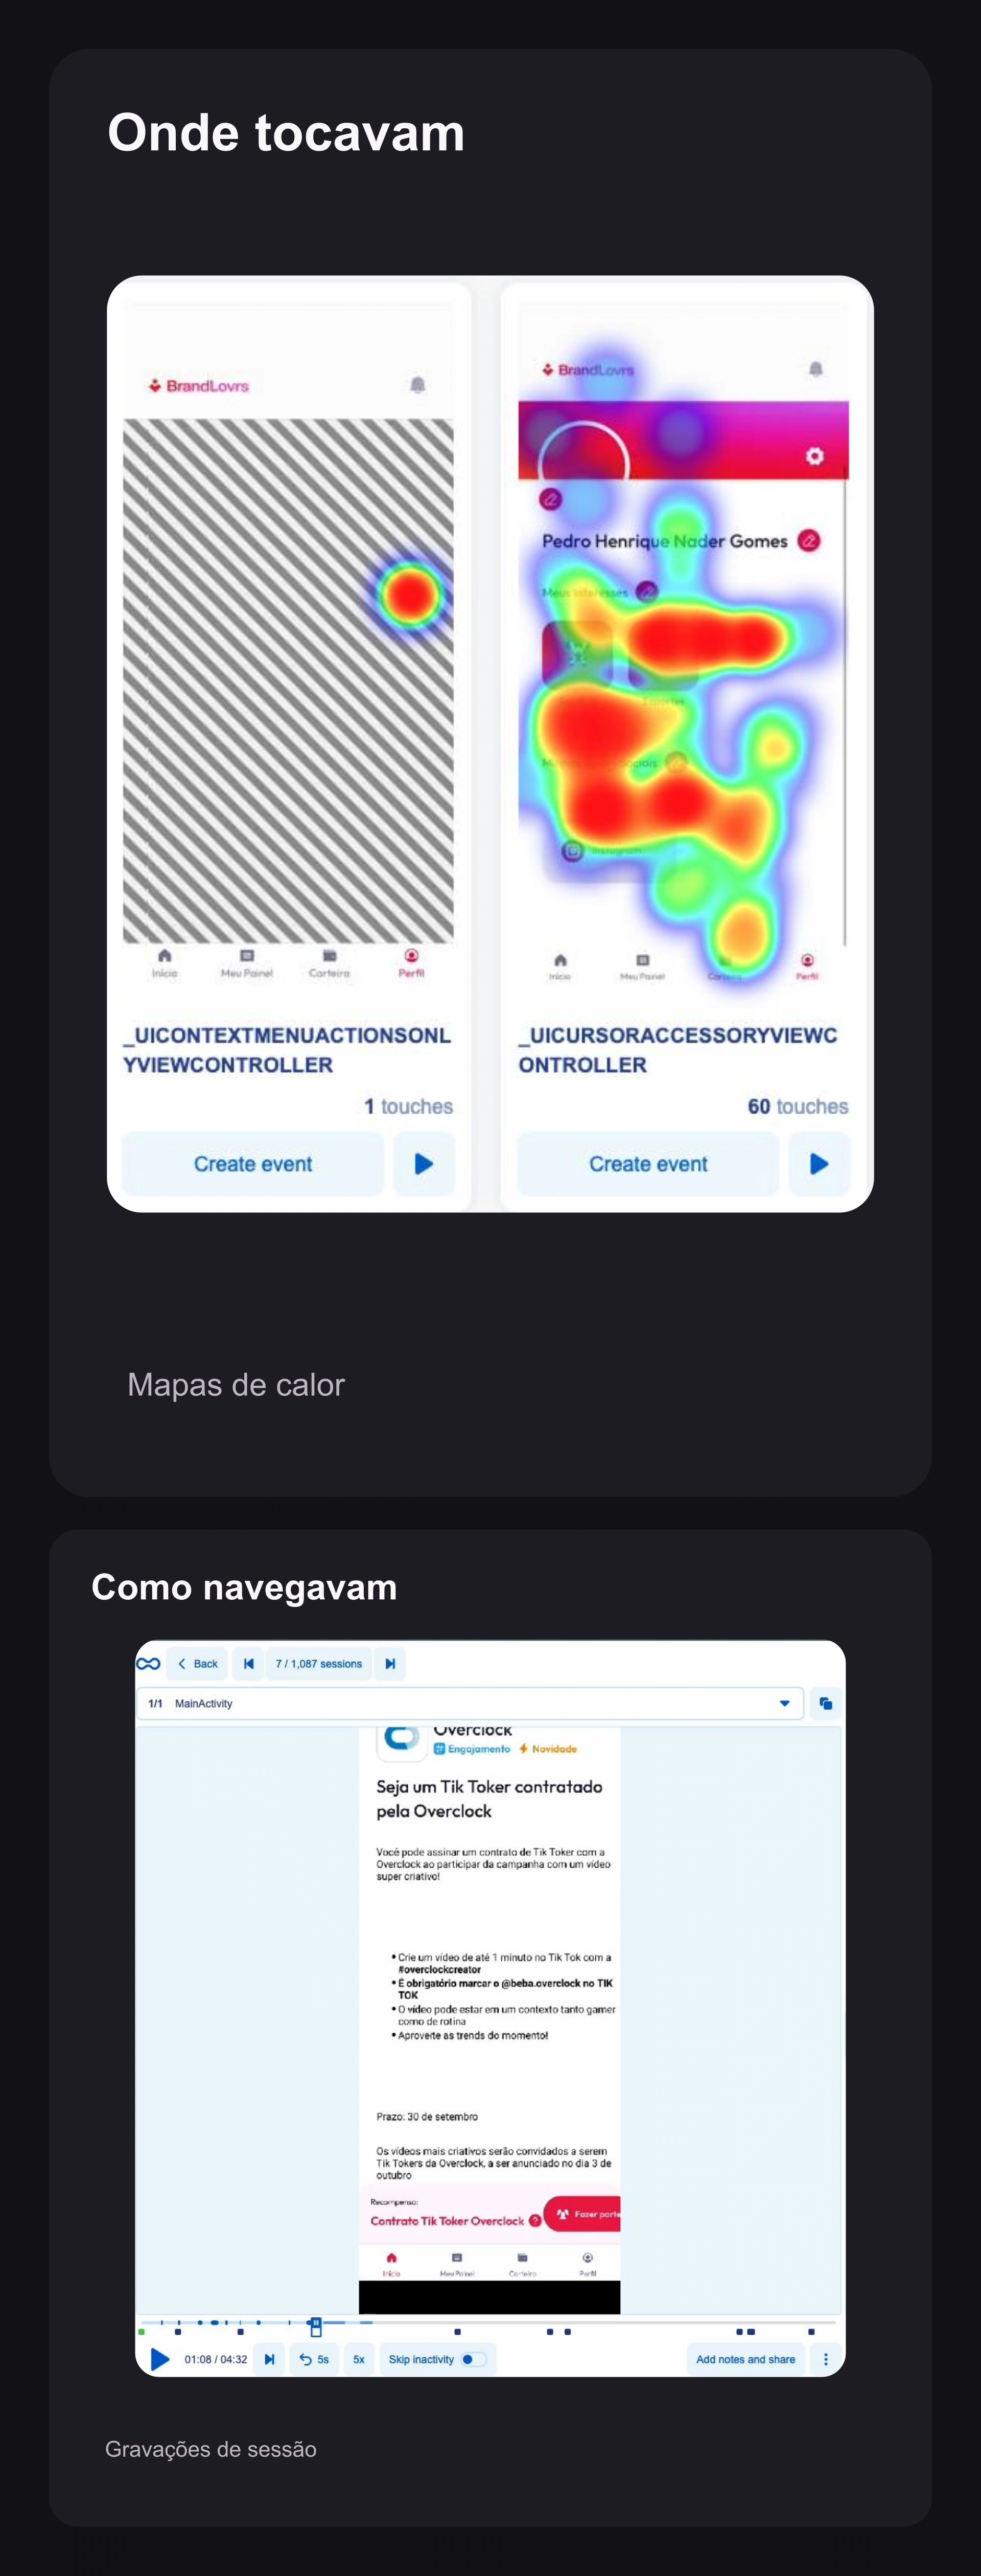 Onde tocavam
BrandLovrs
Início
Meu Painel
Carteira
Perfil
_UICONTEXTMENUACTIONSONL
YVIEWCONTROLLER
1 touches
Create event
BrandLovrs
Pedro Henrique Nader Gomes
Meus Interesses
Esportes
sociais
Instagram
Início
Meu Painel
Carteira
Perfil
_UICURSORACCESSORYVIEWC
ONTROLLER
60 touches
Create event
Mapas de calor
Como navegavam
Back
7 / 1,087 sessions
1/1 MainActivity
Overclock
Engajamento
Novidade
Seja um Tik Toker contratado
pela Overclock
Você pode assinar um contrato de Tik Toker com a
Overclock ao participar da campanha com um vídeo
super criativo!
• Crie um vídeo de até 1 minuto no Tik Tok com a
#overclockcreator
• É obrigatório marcar o @beba.overclock no TIK
TOK
• O vídeo pode estar em um contexto tanto gamer
como de rotina
• Aproveite as trends do momento!
Prazo: 30 de setembro
Os vídeos mais criativos serão convidados a serem
Tik Tokers da Overclock, a ser anunciado no dia 3 de
outubro
Recompensa:
Contrato Tik Toker Overclock ?
Fazer parte
Início
Meu Painel
Carteira
Perfil
01:08 / 04:32
5s
5x
Skip inactivity
Add notes and share
Gravações de sessão